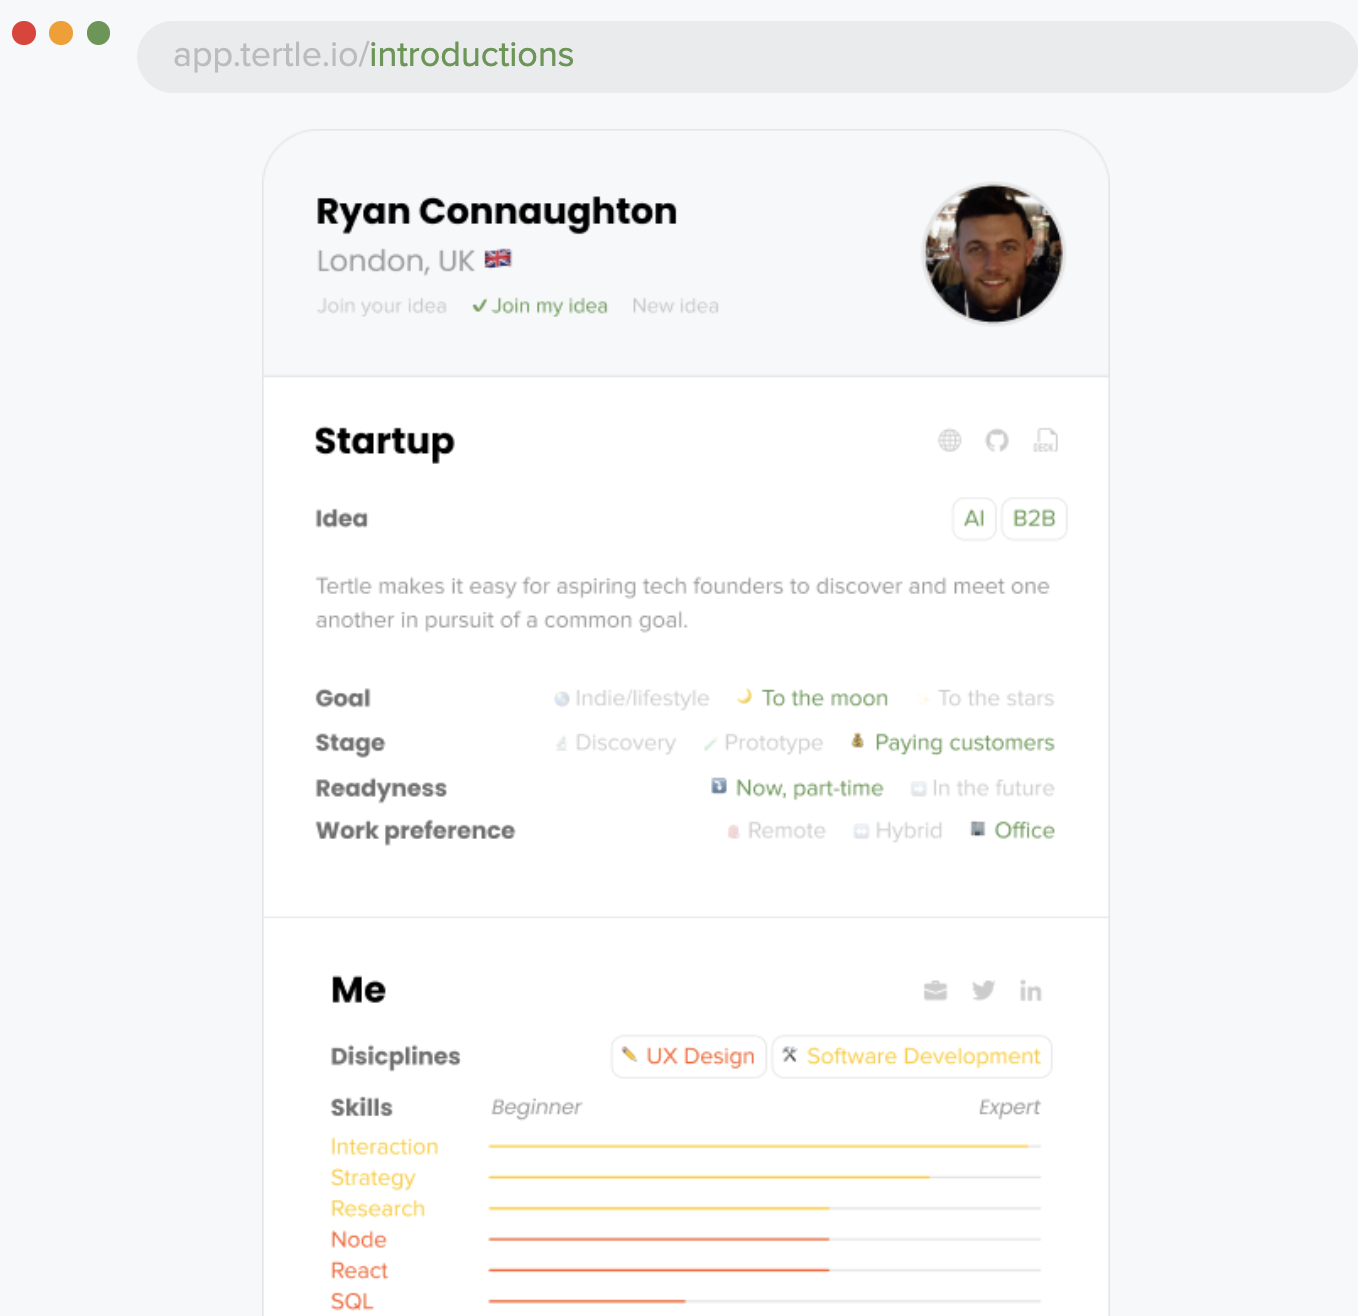 app.tertle.io/introductions
Ryan Connaughton
London, UK
Join your idea Join my idea New idea
Startup
DECK
Idea AI B2B
Tertle makes it easy for aspiring tech founders to discover and meet one
another in pursuit of a common goal.
Goal Indie/lifestyle To the moon To the stars
Stage Discovery Prototype Paying customers
Readyness Now, part-time In the future
Work preference Remote Hybrid Office
Me
in
Disicplines UX Design Software Development
Skills Beginner Expert
Interaction
Strategy
Research
Node
React
SQL